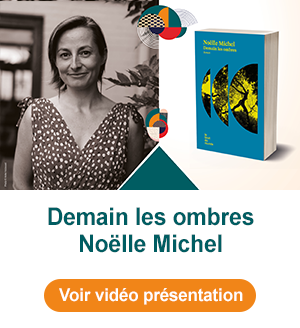 Noëlle Michel
Demain les ombres
Demain les ombres
Noëlle Michel
Voir vidéo présentation